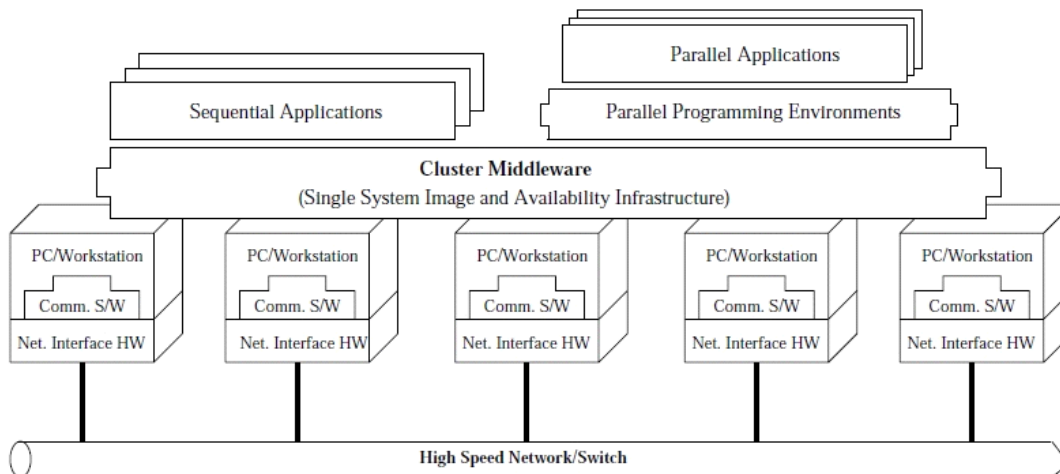 Parallel Applications
Sequential Applications
Parallel Programming Environments
Cluster Middleware
(Single System Image and Availability Infrastructure)
PC/Workstation
Comm. S/W
Net. Interface HW
PC/Workstation
Comm. S/W
Net. Interface HW
PC/Workstation
Comm. S/W
Net. Interface HW
PC/Workstation
Comm. S/W
Net. Interface HW
PC/Workstation
Comm. S/W
Net. Interface HW
High Speed Network/Switch